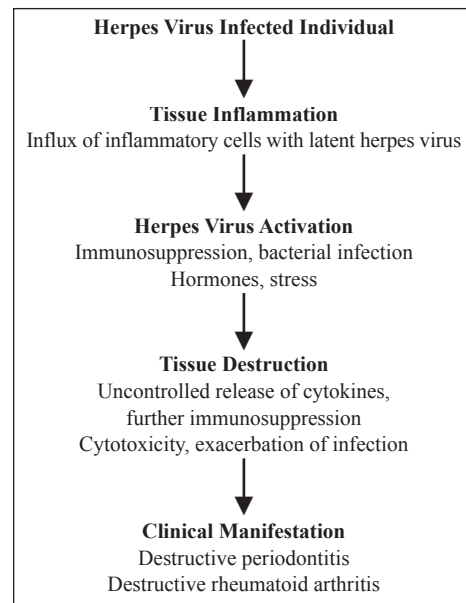 Herpes Virus Infected Individual
Tissue Inflammation
Influx of inflammatory cells with latent herpes virus
Herpes Virus Activation
Immunosuppression, bacterial infection
Hormones, stress
Tissue Destruction
Uncontrolled release of cytokines,
further immunosuppression
Cytotoxicity, exacerbation of infection
Clinical Manifestation
Destructive periodontitis
Destructive rheumatoid arthritis